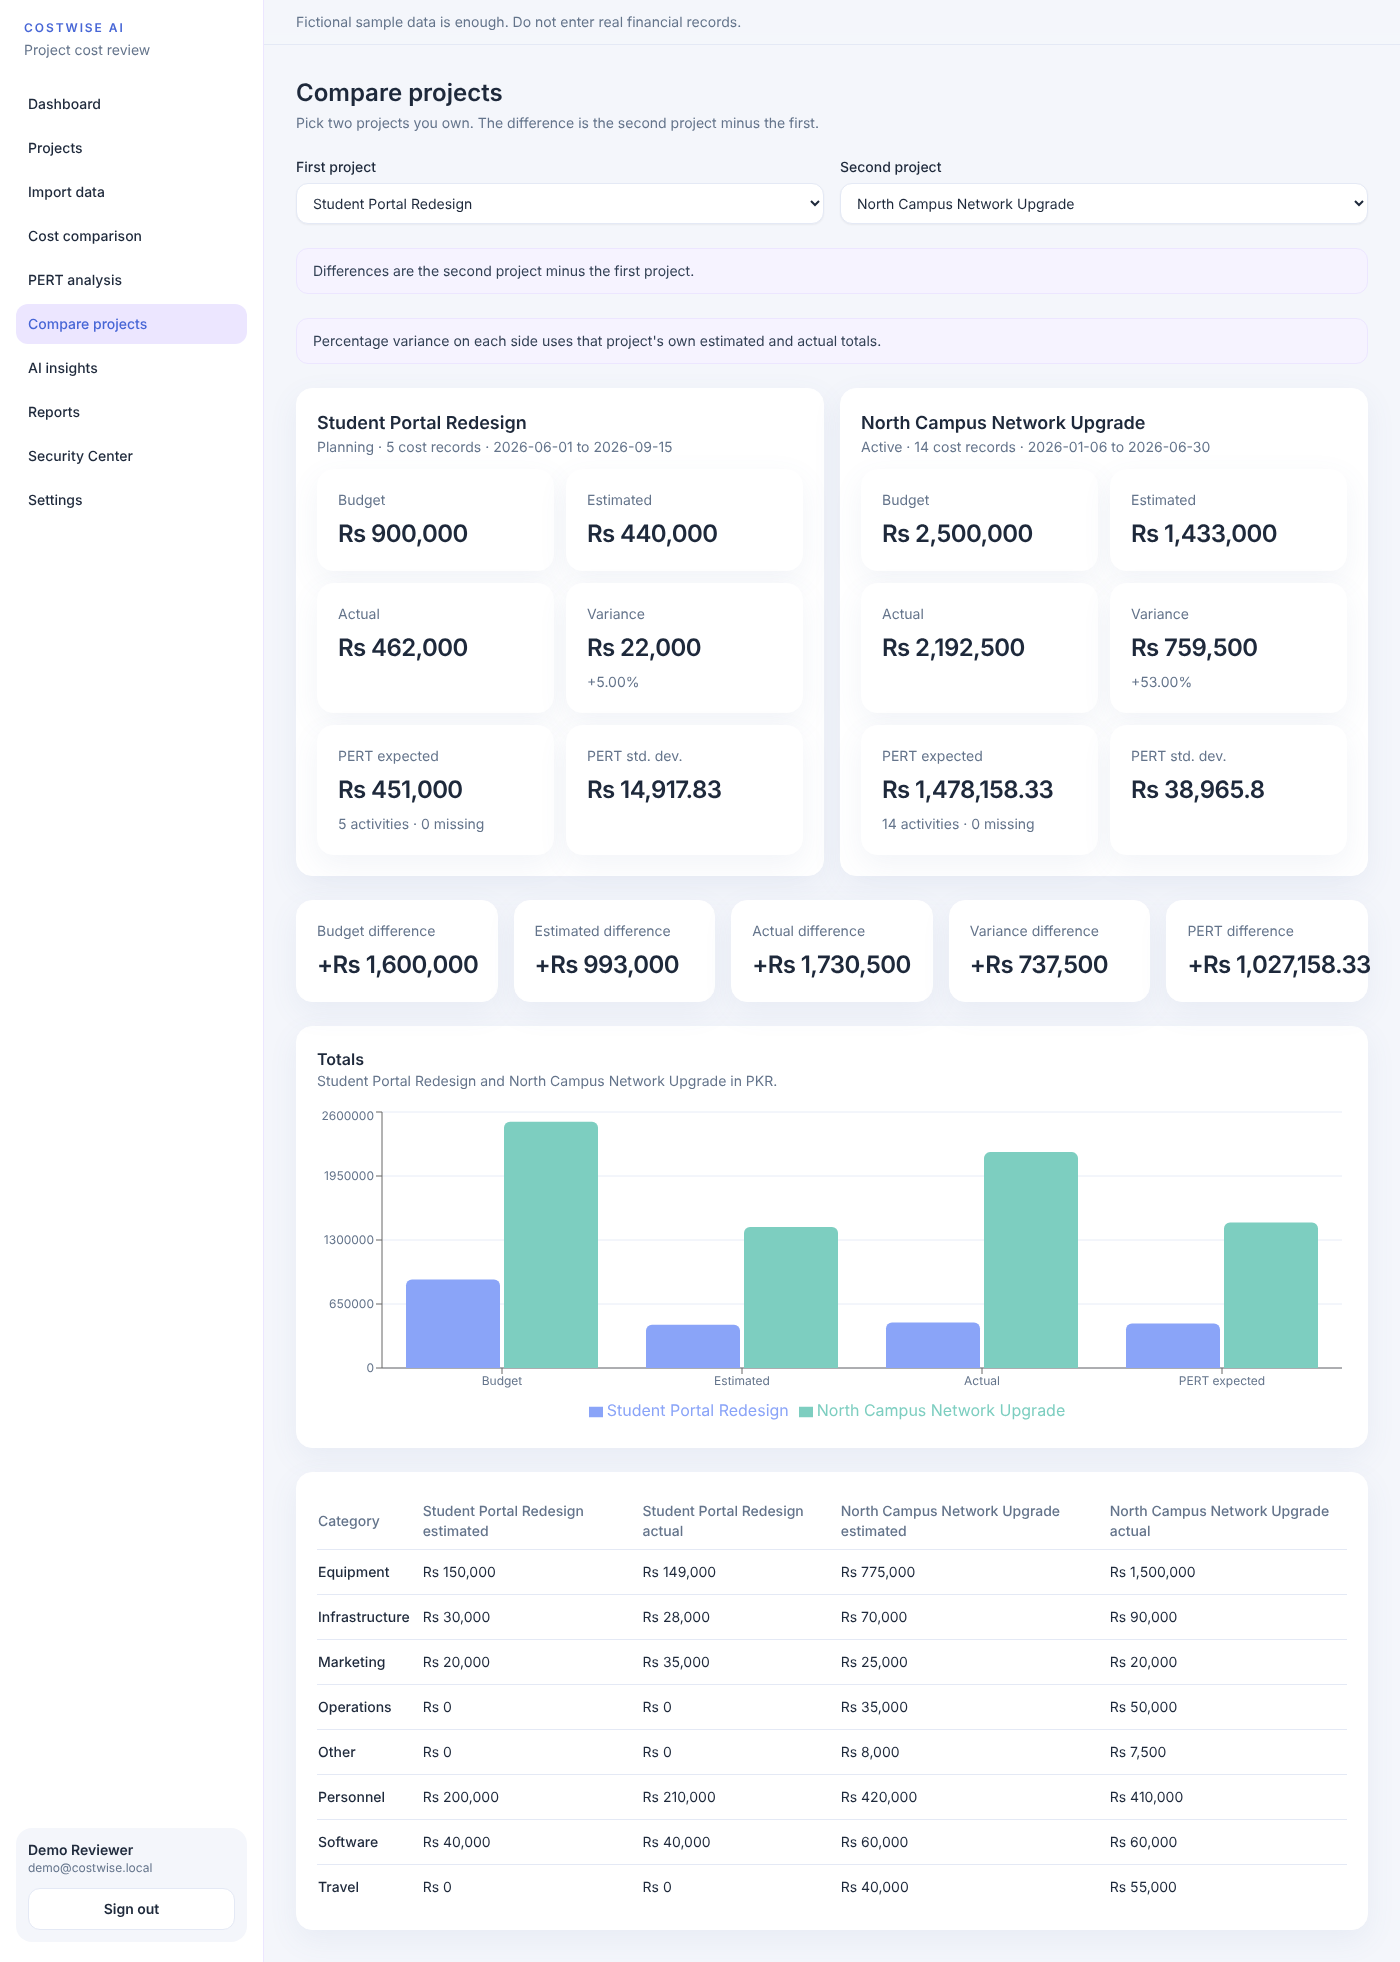 COSTWISE AI
Project cost review
Dashboard
Projects
Import data
Cost comparison
PERT analysis
Compare projects
AI insights
Reports
Security Center
Settings
Demo Reviewer
demo@costwise.local
Sign out
Fictional sample data is enough. Do not enter real financial records.
Compare projects
Pick two projects you own. The difference is the second project minus the first.
First project
Student Portal Redesign
Second project
North Campus Network Upgrade
Differences are the second project minus the first project.
Percentage variance on each side uses that project's own estimated and actual totals.
Student Portal Redesign
Planning · 5 cost records · 2026-06-01 to 2026-09-15
Budget
Rs 900,000
Estimated
Rs 440,000
Actual
Rs 462,000
Variance
Rs 22,000
+5.00%
PERT expected
Rs 451,000
5 activities · 0 missing
PERT std. dev.
Rs 14,917.83
North Campus Network Upgrade
Active · 14 cost records · 2026-01-06 to 2026-06-30
Budget
Rs 2,500,000
Estimated
Rs 1,433,000
Actual
Rs 2,192,500
Variance
Rs 759,500
+53.00%
PERT expected
Rs 1,478,158.33
14 activities · 0 missing
PERT std. dev.
Rs 38,965.8
Budget difference
+Rs 1,600,000
Estimated difference
+Rs 993,000
Actual difference
+Rs 1,730,500
Variance difference
+Rs 737,500
PERT difference
+Rs 1,027,158.33
Totals
Student Portal Redesign and North Campus Network Upgrade in PKR.
2600000
1950000
1300000
650000
0
Budget Estimated Actual PERT expected
Student Portal Redesign North Campus Network Upgrade
Category Student Portal Redesign estimated Student Portal Redesign actual North Campus Network Upgrade estimated North Campus Network Upgrade actual
Equipment Rs 150,000 Rs 149,000 Rs 775,000 Rs 1,500,000
Infrastructure Rs 30,000 Rs 28,000 Rs 70,000 Rs 90,000
Marketing Rs 20,000 Rs 35,000 Rs 25,000 Rs 20,000
Operations Rs 0 Rs 0 Rs 35,000 Rs 50,000
Other Rs 0 Rs 0 Rs 8,000 Rs 7,500
Personnel Rs 200,000 Rs 210,000 Rs 420,000 Rs 410,000
Software Rs 40,000 Rs 40,000 Rs 60,000 Rs 60,000
Travel Rs 0 Rs 0 Rs 40,000 Rs 55,000